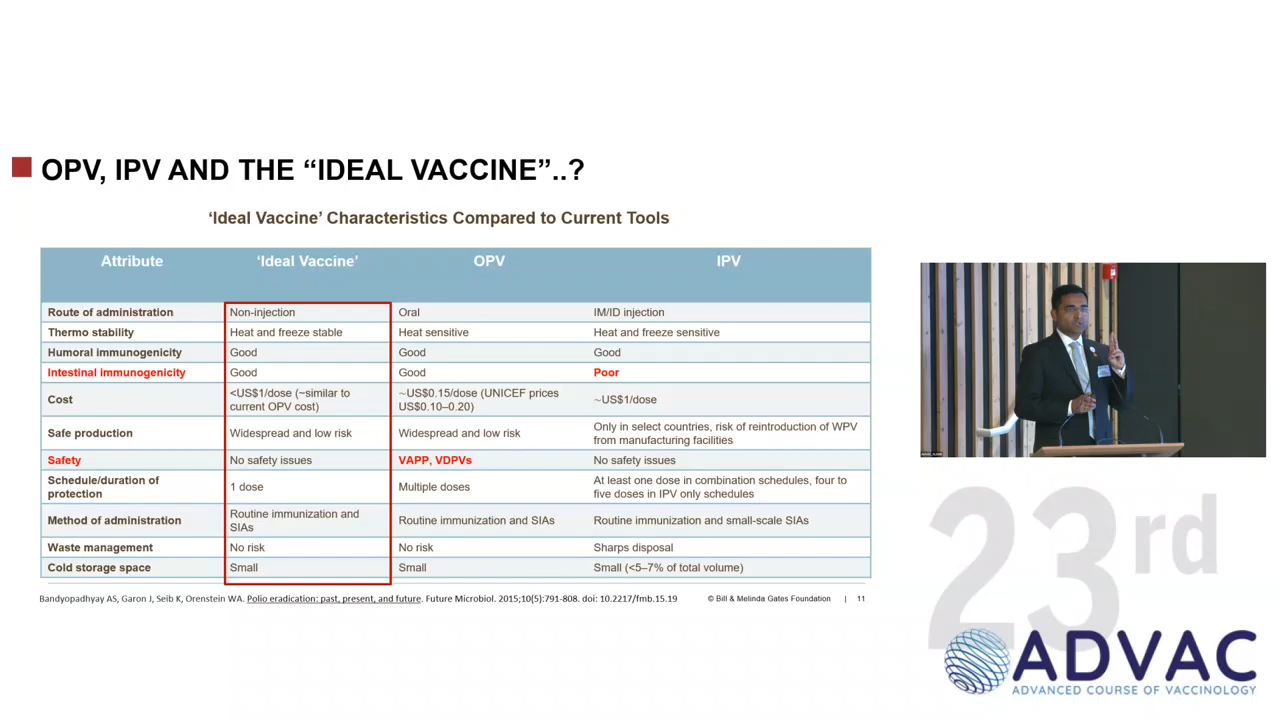 OPV, IPV AND THE “IDEAL VACCINE”..?
‘Ideal Vaccine’ Characteristics Compared to Current Tools
Attribute ‘Ideal Vaccine’ OPV IPV
Route of administration Non-injection Oral IM/ID injection
Thermo stability Heat and freeze stable Heat sensitive Heat and freeze sensitive
Humoral immunogenicity Good Good Good
Intestinal immunogenicity Good Good Poor
Cost <US$1/dose (~similar to current OPV cost) ~US$0.15/dose (UNICEF prices US$0.10–0.20) ~US$1/dose
Safe production Widespread and low risk Widespread and low risk Only in select countries, risk of reintroduction of WPV from manufacturing facilities
Safety No safety issues VAPP, VDPVs No safety issues
Schedule/duration of protection 1 dose Multiple doses At least one dose in combination schedules, four to five doses in IPV only schedules
Method of administration Routine immunization and SIAs Routine immunization and SIAs Routine immunization and small-scale SIAs
Waste management No risk No risk Sharps disposal
Cold storage space Small Small Small (<5–7% of total volume)
Bandyopadhyay AS, Garon J, Seib K, Orenstein WA. Polio eradication: past, present, and future. Future Microbiol. 2015;10(5):791-808. doi: 10.2217/fmb.15.19
© Bill & Melinda Gates Foundation | 11
23rd
ADVAC
ADVANCED COURSE OF VACCINOLOGY